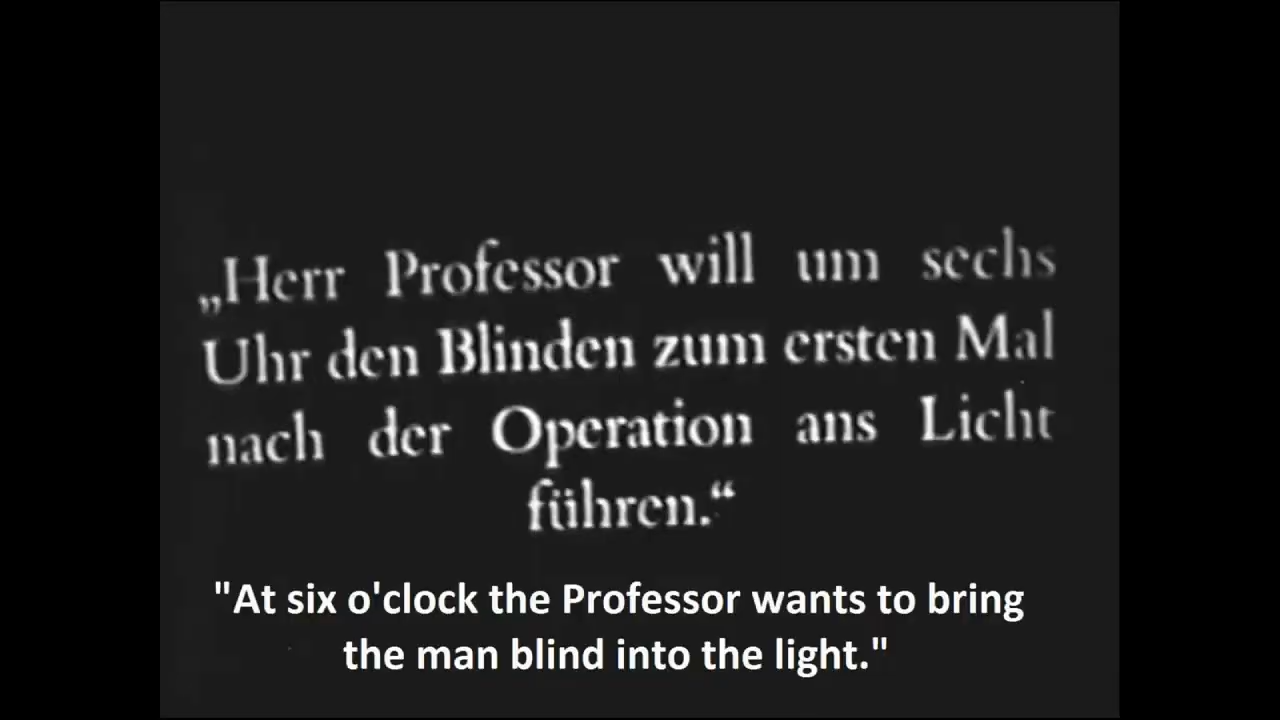 „Herr Professor will um sechs
Uhr den Blinden zum ersten Mal
nach der Operation ans Licht
führen.“
"At six o'clock the Professor wants to bring
the man blind into the light."